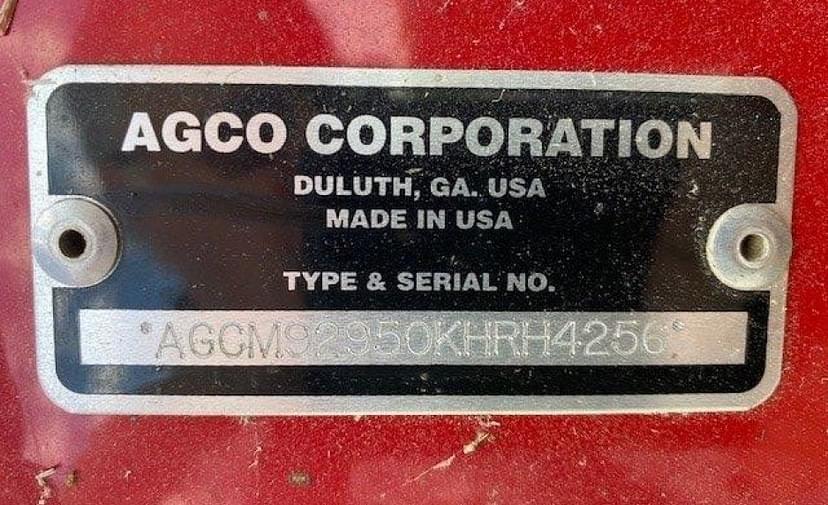 AGCO CORPORATION
DULUTH, GA. USA
MADE IN USA
TYPE & SERIAL NO.
*AGCM92950KHRH4256*